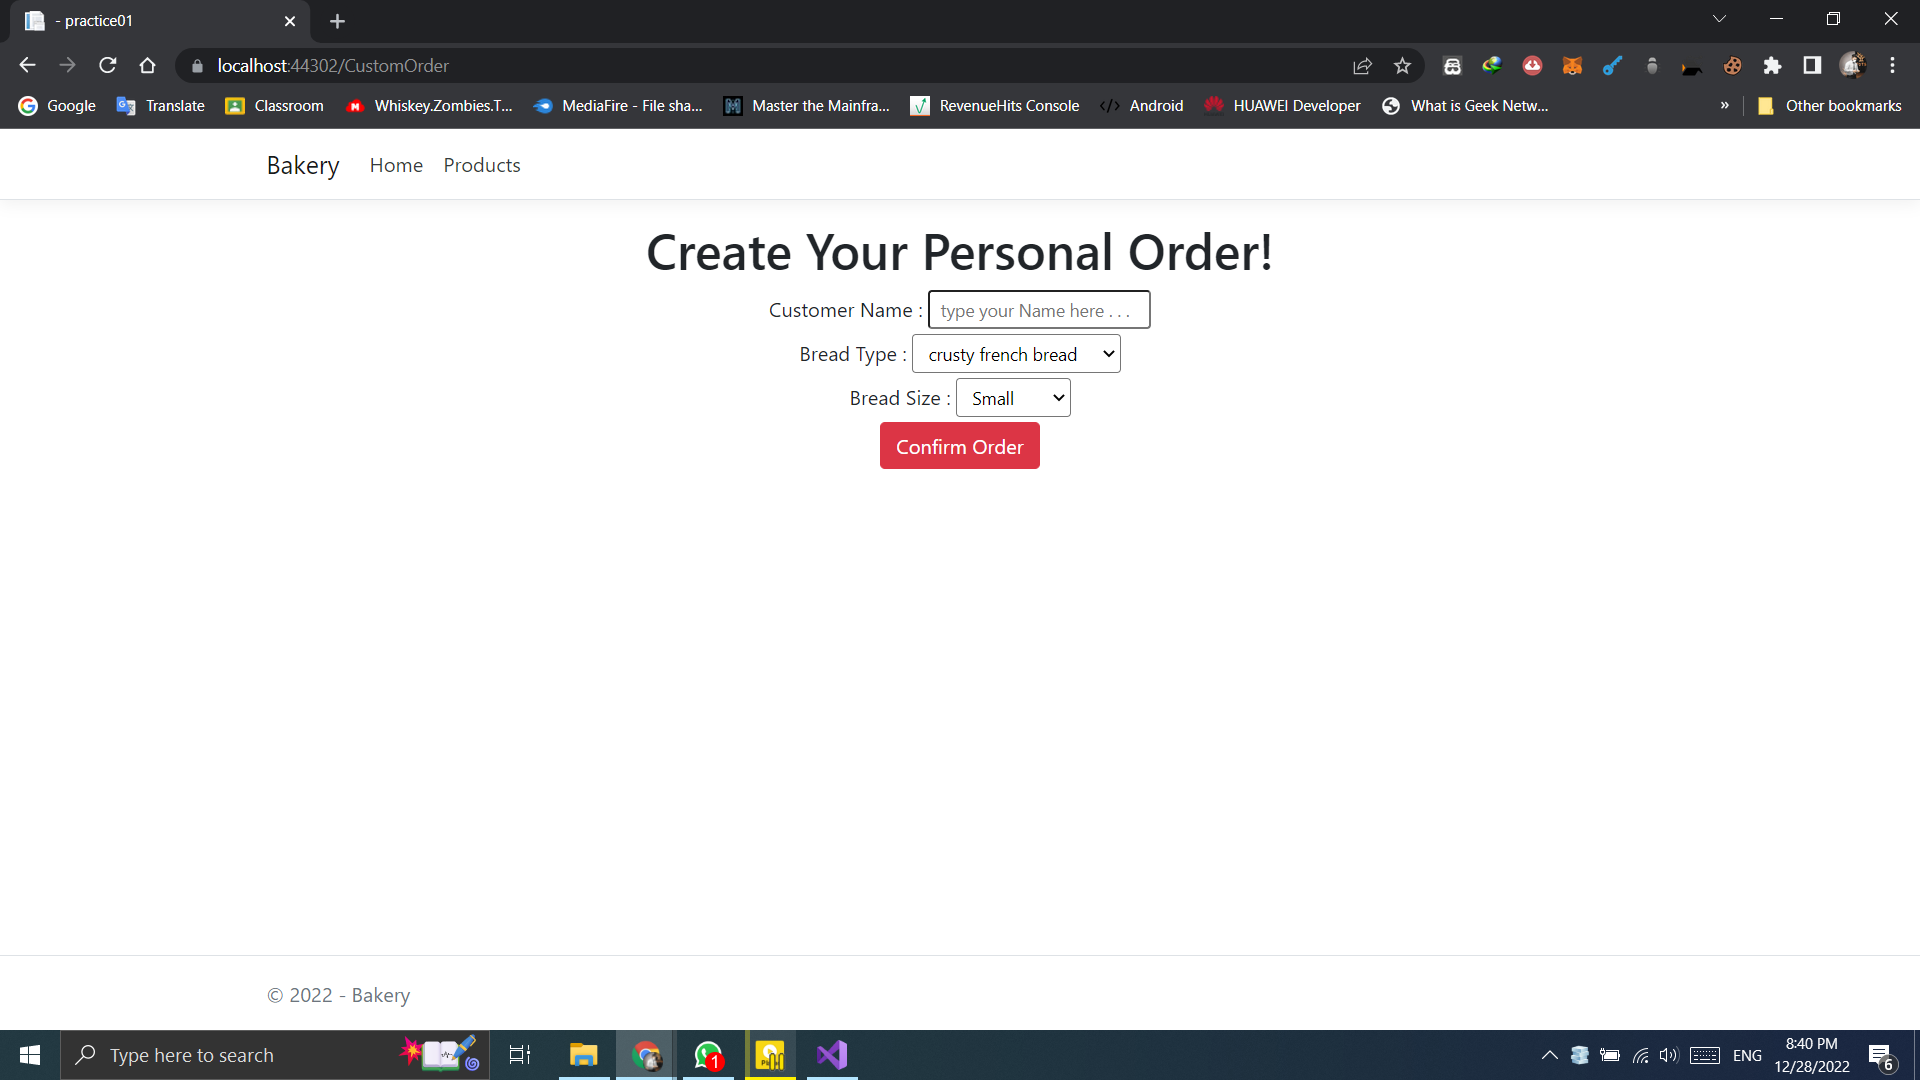 - practice01
localhost:44302/CustomOrder
Google Translate Classroom Whiskey.Zombies.T... MediaFire - File sha... Master the Mainfra... RevenueHits Console Android HUAWEI Developer What is Geek Netw... » Other bookmarks
Bakery Home Products
Create Your Personal Order!
Customer Name : type your Name here . . .
Bread Type : crusty french bread
Bread Size : Small
Confirm Order
© 2022 - Bakery
Type here to search
1
ENG
8:40 PM
12/28/2022
6